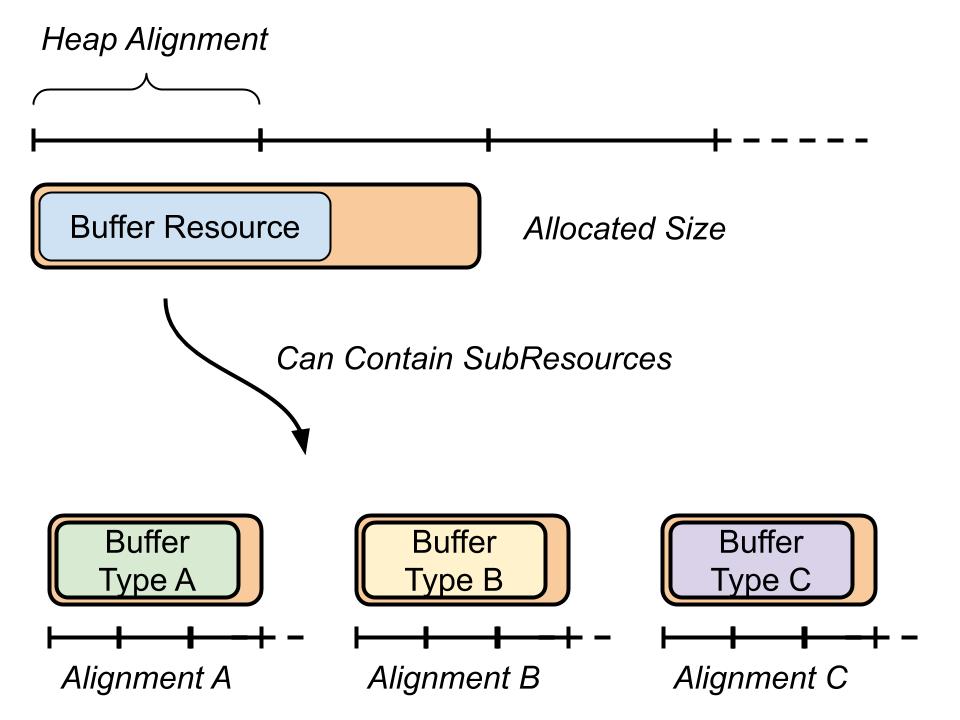 Heap Alignment
Buffer Resource
Allocated Size
Can Contain SubResources
Buffer
Type A
Buffer
Type B
Buffer
Type C
Alignment A
Alignment B
Alignment C